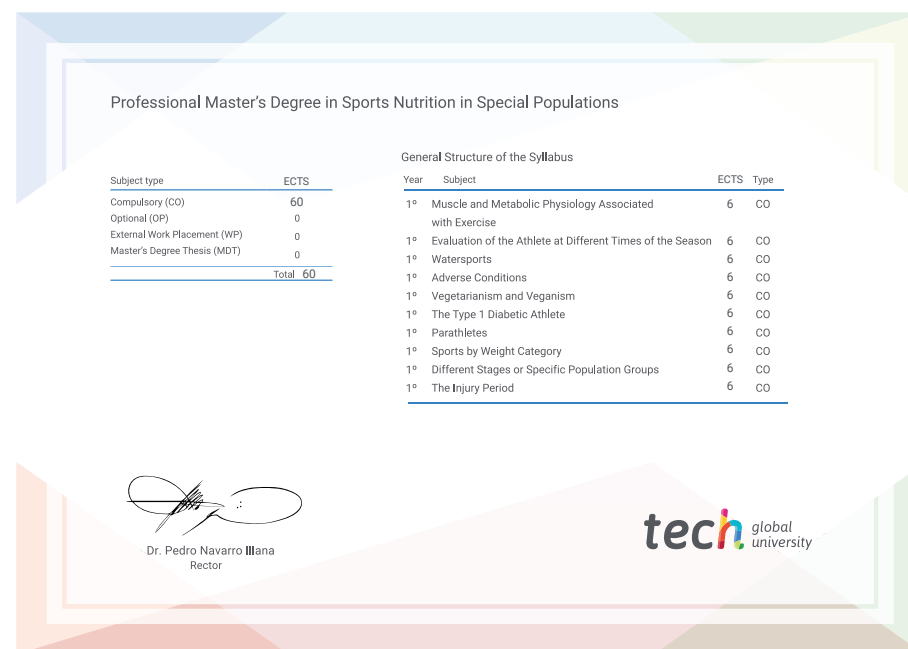 Professional Master's Degree in Sports Nutrition in Special Populations
Subject type ECTS
Compulsory (CO) 60
Optional (OP) 0
External Work Placement (WP) 0
Master's Degree Thesis (MDT) 0
Total 60
General Structure of the Syllabus
Year Subject ECTS Type
1º Muscle and Metabolic Physiology Associated 6 CO
with Exercise
1º Evaluation of the Athlete at Different Times of the Season 6 CO
1º Watersports 6 CO
1º Adverse Conditions 6 CO
1º Vegetarianism and Veganism 6 CO
1º The Type 1 Diabetic Athlete 6 CO
1º Parathletes 6 CO
1º Sports by Weight Category 6 CO
1º Different Stages or Specific Population Groups 6 CO
1º The Injury Period 6 CO
Dr. Pedro Navarro Illana
Rector
tech global
university